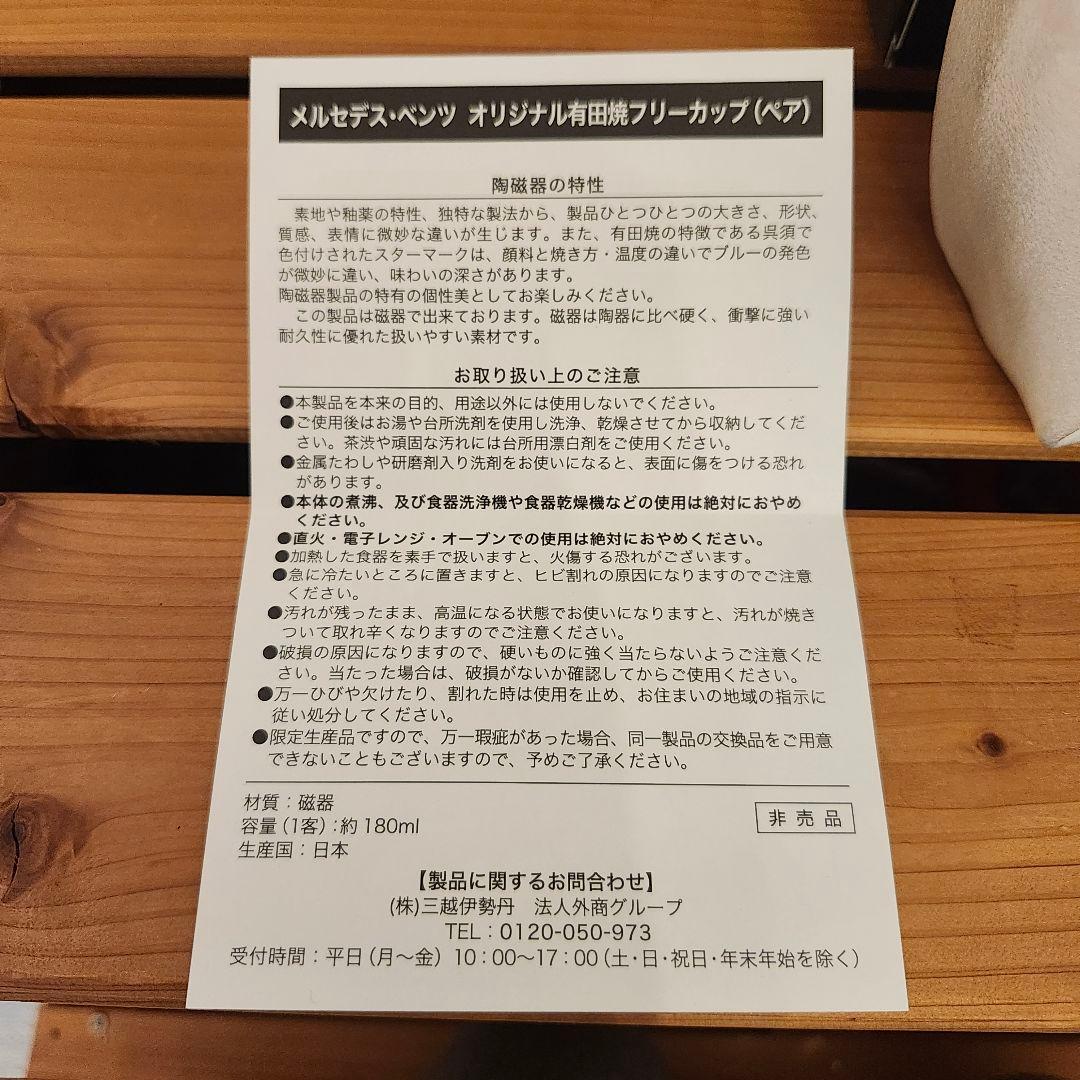 メルセデス・ベンツ オリジナル有田焼フリーカップ(ペア)
陶磁器の特性
素地や釉薬の特性、独特な製法から、製品ひとつひとつの大きさ、形状、
質感、表情に微妙な違いが生じます。また、有田焼の特徴である呉須で
色付けされたスターマークは、顔料と焼き方・温度の違いでブルーの発色
が微妙に違い、味わいの深さがあります。
陶磁器製品の特有の個性美としてお楽しみください。
この製品は磁器で出来ております。磁器は陶器に比べ硬く、衝撃に強い
耐久性に優れた扱いやすい素材です。
お取り扱い上のご注意
●本製品を本来の目的、用途以外には使用しないでください。
●ご使用後はお湯や台所洗剤を使用し洗浄、乾燥させてから収納してくだ
さい。茶渋や頑固な汚れには台所用漂白剤をご使用ください。
●金属たわしや研磨剤入り洗剤をお使いになると、表面に傷をつける恐れ
があります。
●本体の煮沸、及び食器洗浄機や食器乾燥機などの使用は絶対におやめ
ください。
●直火・電子レンジ・オーブンでの使用は絶対におやめください。
●加熱した食器を素手で扱いますと、火傷する恐れがございます。
●急に冷たいところに置きますと、ヒビ割れの原因になりますのでご注意
ください。
●汚れが残ったまま、高温になる状態でお使いになりますと、汚れが焼き
ついて取れ辛くなりますのでご注意ください。
●破損の原因になりますので、硬いものに強く当たらないようご注意くだ
さい。当たった場合は、破損がないか確認してからご使用ください。
●万一ひびや欠けたり、割れた時は使用を止め、お住まいの地域の指示に
従い処分してください。
●限定生産品ですので、万一瑕疵があった場合、同一製品の交換品をご用意
できないこともございますので、予めご了承ください。
材質:磁器
容量(1客):約180ml
生産国:日本
非売品
【製品に関するお問合わせ】
(株)三越伊勢丹 法人外商グループ
TEL:0120-050-973
受付時間:平日(月〜金) 10:00〜17:00(土・日・祝日・年末年始を除く)